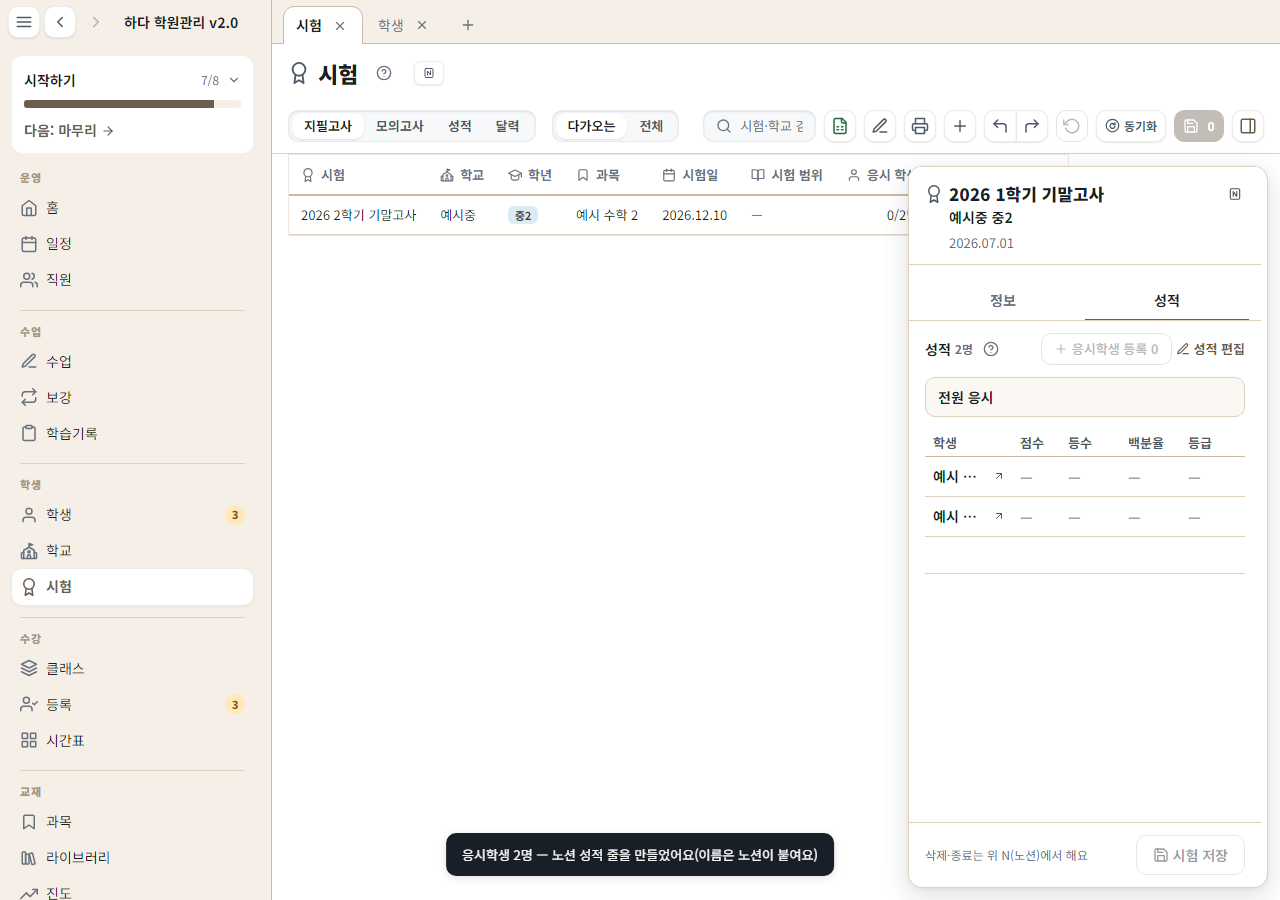 하다 학원관리 v2.0
시작하기 7/8
다음: 마무리 →
운영
홈
일정
직원
수업
수업
보강
학습기록
학생
학생 3
학교
시험
수강
클래스
등록 3
시간표
교재
과목
라이브러리
진도
시험 학생
시험
지필고사 모의고사 성적 달력 다가오는 전체 시험·학교 검 동기화 0
시험 학교 학년 과목 시험일 시험 범위 응시 학
2026 2학기 기말고사 예시중 중2 예시 수학 2 2026.12.10 — 0/2
2026 1학기 기말고사
예시중 중2
2026.07.01
정보 성적
성적 2명 응시학생 등록 0 성적 편집
전원 응시
학생 점수 등수 백분율 등급
예시 ··· — — — —
예시 ··· — — — —
삭제·종료는 위 N(노션)에서 해요 시험 저장
응시학생 2명 — 노션 성적 줄을 만들었어요(이름은 노션이 붙여요)